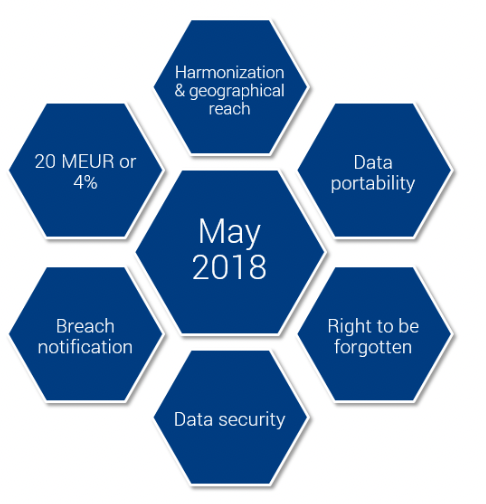 Harmonization
& geographical
reach
20 MEUR or
4%
Data
portability
May
2018
Breach
notification
Right to be
forgotten
Data security